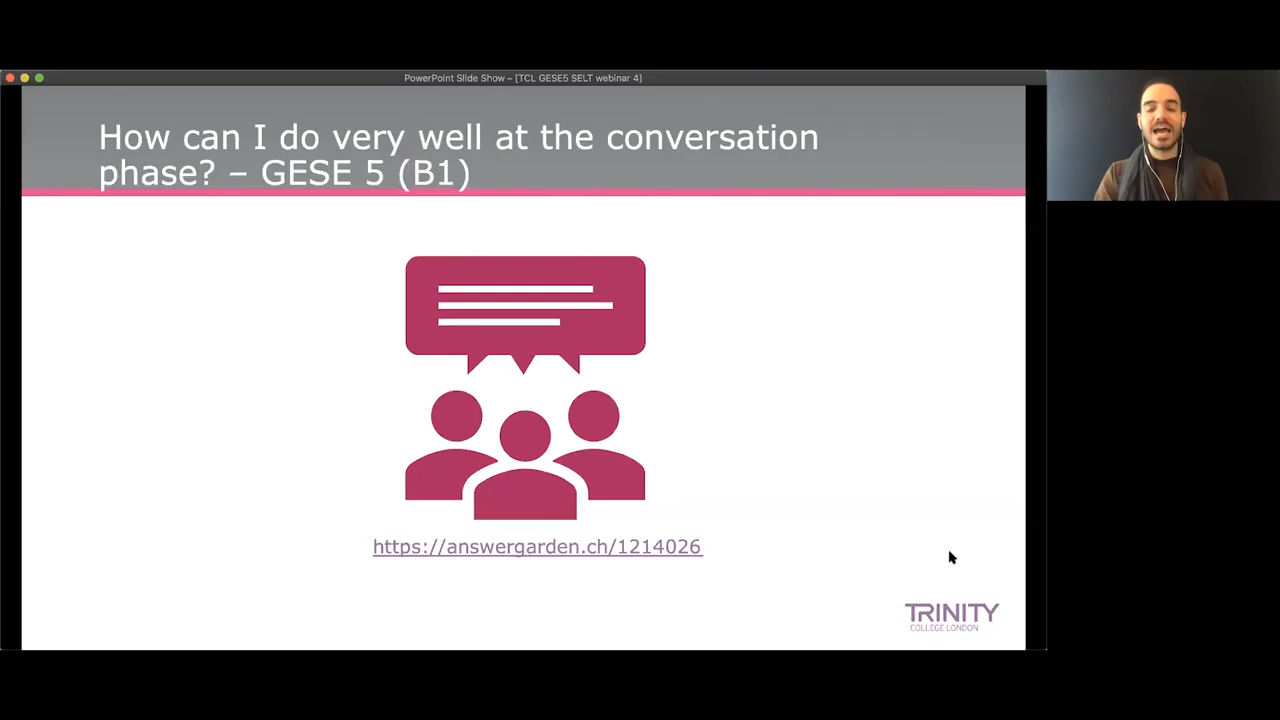 PowerPoint Slide Show – [TCL GESE5 SELT webinar 4]
How can I do very well at the conversation
phase? – GESE 5 (B1)
https://answergarden.ch/1214026
TRINITY
COLLEGE LONDON